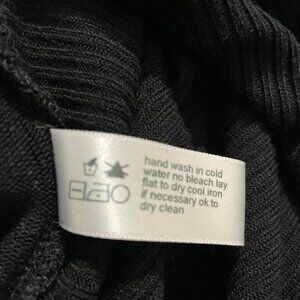 hand wash in cold
water no bleach lay
flat to dry cool iron
if necessary ok to
dry clean